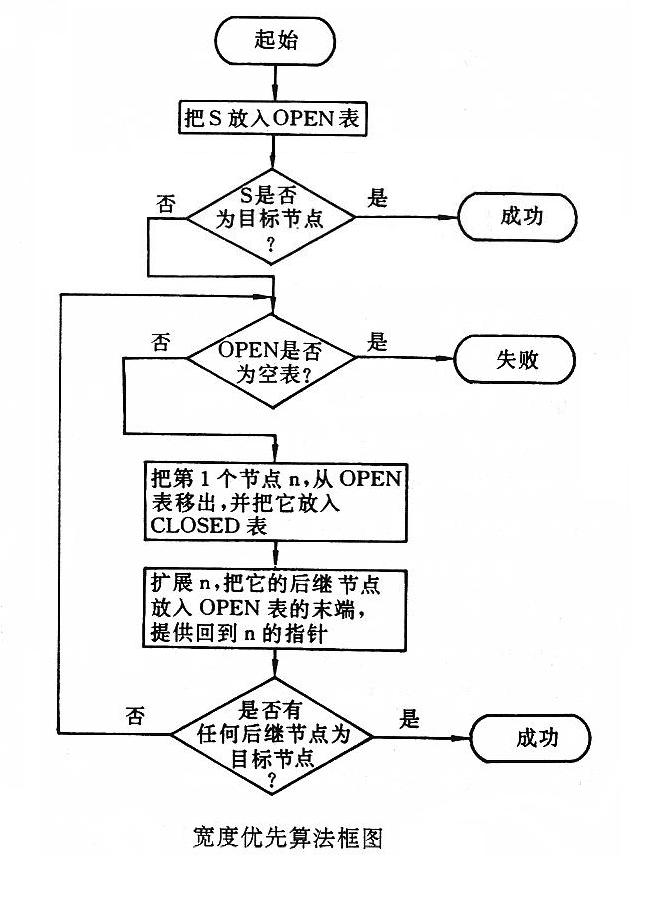 起始
把S放入OPEN表
S是否
为目标节点
?
否
是
成功
OPEN是否
为空表?
否
是
失败
把第1个节点n,从OPEN
表移出,并把它放入
CLOSED表
扩展n,把它的后继节点
放入OPEN表的末端,
提供回到n的指针
是否有
任何后继节点为
目标节点
?
否
是
成功
宽度优先算法框图